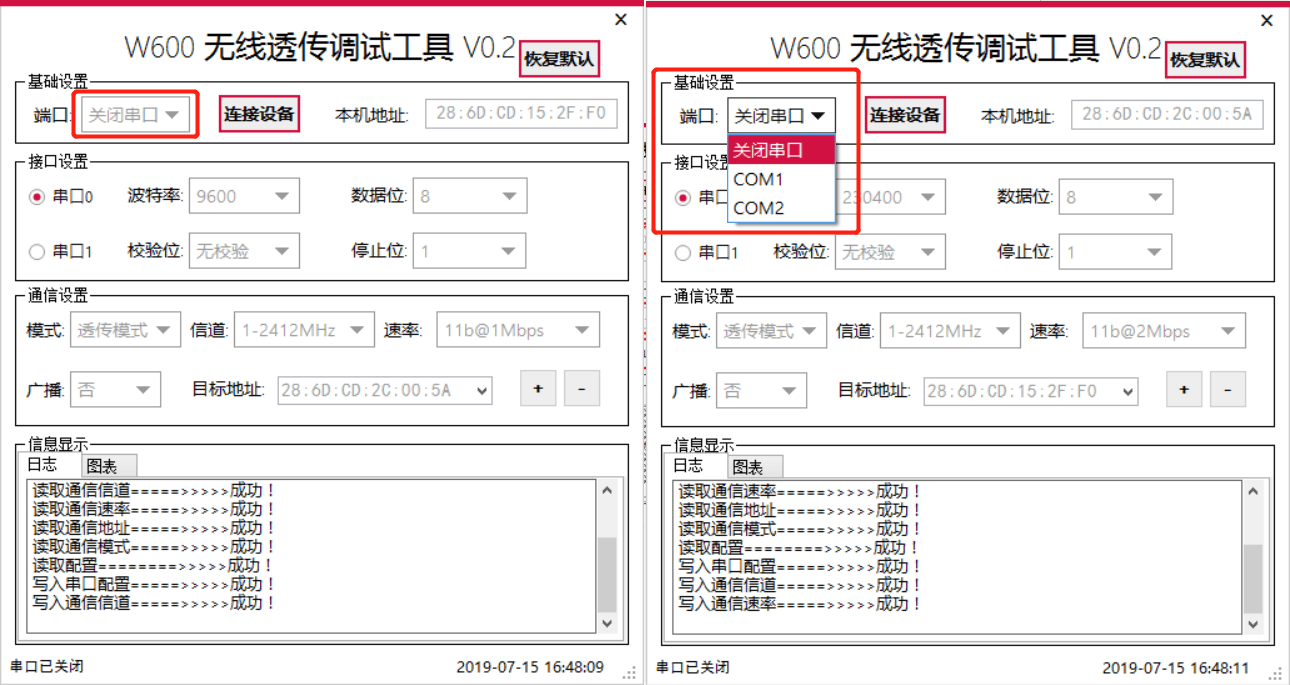 W600 无线透传调试工具 V0.2
恢复默认
基础设置
端口: 关闭串口 连接设备 本机地址: 28:6D:CD:15:2F:F0
接口设置
串口0 波特率: 9600 数据位: 8
串口1 校验位: 无校验 停止位: 1
通信设置
模式: 透传模式 信道: 1-2412MHz 速率: 11b@1Mbps
广播: 否 目标地址: 28:6D:CD:2C:00:5A + -
信息显示
日志 图表
读取通信信道=====>>>>>成功！
读取通信速率=====>>>>>成功！
读取通信地址=====>>>>>成功！
读取通信模式=====>>>>>成功！
读取配置========>>>>>成功！
写入串口配置=====>>>>>成功！
写入通信信道=====>>>>>成功！
串口已关闭 2019-07-15 16:48:09
W600 无线透传调试工具 V0.2
恢复默认
基础设置
端口: 关闭串口 连接设备 本机地址: 28:6D:CD:2C:00:5A
关闭串口
COM1
COM2
接口设
串口 230400 数据位: 8
串口1 校验位: 无校验 停止位: 1
通信设置
模式: 透传模式 信道: 1-2412MHz 速率: 11b@2Mbps
广播: 否 目标地址: 28:6D:CD:15:2F:F0 + -
信息显示
日志 图表
读取通信速率=====>>>>>成功！
读取通信地址=====>>>>>成功！
读取通信模式=====>>>>>成功！
读取配置========>>>>>成功！
写入串口配置=====>>>>>成功！
写入通信信道=====>>>>>成功！
写入通信速率=====>>>>>成功！
串口已关闭 2019-07-15 16:48:11